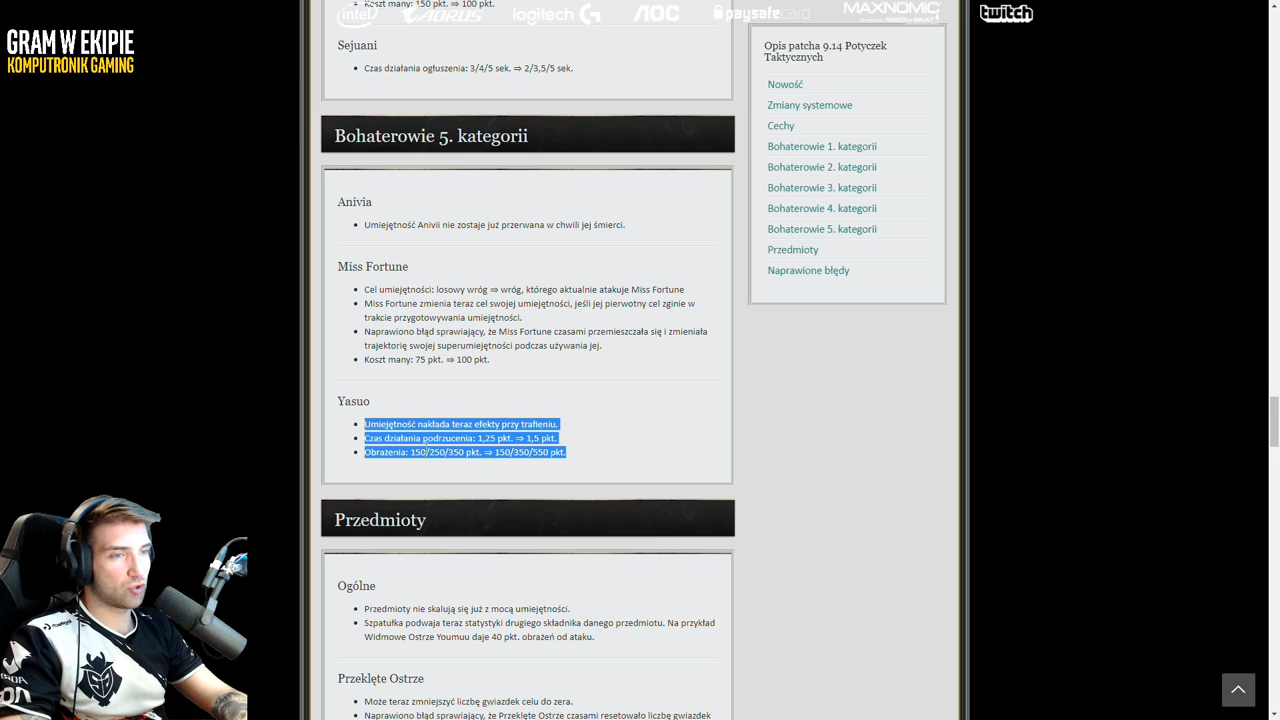 Koszt many: 150 pkt. ⇒ 100 pkt.
intel
AORUS
logitech G
AOC
paysafecard
MAXNOMIC
twitch
GRAM W EKIPIE
KOMPUTRONIK GAMING
Sejuani
Czas działania ogłuszenia: 3/4/5 sek. ⇒ 2/3,5/5 sek.
Bohaterowie 5. kategorii
Anivia
Umiejętność Anivii nie zostaje już przerwana w chwili jej śmierci.
Miss Fortune
Cel umiejętności: losowy wróg ⇒ wróg, którego aktualnie atakuje Miss Fortune
Miss Fortune zmienia teraz cel swojej umiejętności, jeśli jej pierwotny cel zginie w
trakcie przygotowywania umiejętności.
Naprawiono błąd sprawiający, że Miss Fortune czasami przemieszczała się i zmieniała
trajektorię swojej superumiejętności podczas używania jej.
Koszt many: 75 pkt. ⇒ 100 pkt.
Yasuo
Umiejętność nakłada teraz efekty przy trafieniu.
Czas działania podrzucenia: 1,25 pkt. ⇒ 1,5 pkt.
Obrażenia: 150/250/350 pkt. ⇒ 150/350/550 pkt.
Przedmioty
Ogólne
Przedmioty nie skalują się już z mocą umiejętności.
Szpatułka podwaja teraz statystyki drugiego składnika danego przedmiotu. Na przykład
Widmowe Ostrze Youmuu daje 40 pkt. obrażeń od ataku.
Przeklęte Ostrze
Może teraz zmniejszyć liczbę gwiazdek celu do zera.
Naprawiono błąd sprawiający, że Przeklęte Ostrze czasami resetowało liczbę gwiazdek
Opis patcha 9.14 Potyczek
Taktycznych
Nowość
Zmiany systemowe
Cechy
Bohaterowie 1. kategorii
Bohaterowie 2. kategorii
Bohaterowie 3. kategorii
Bohaterowie 4. kategorii
Bohaterowie 5. kategorii
Przedmioty
Naprawione błędy
G2